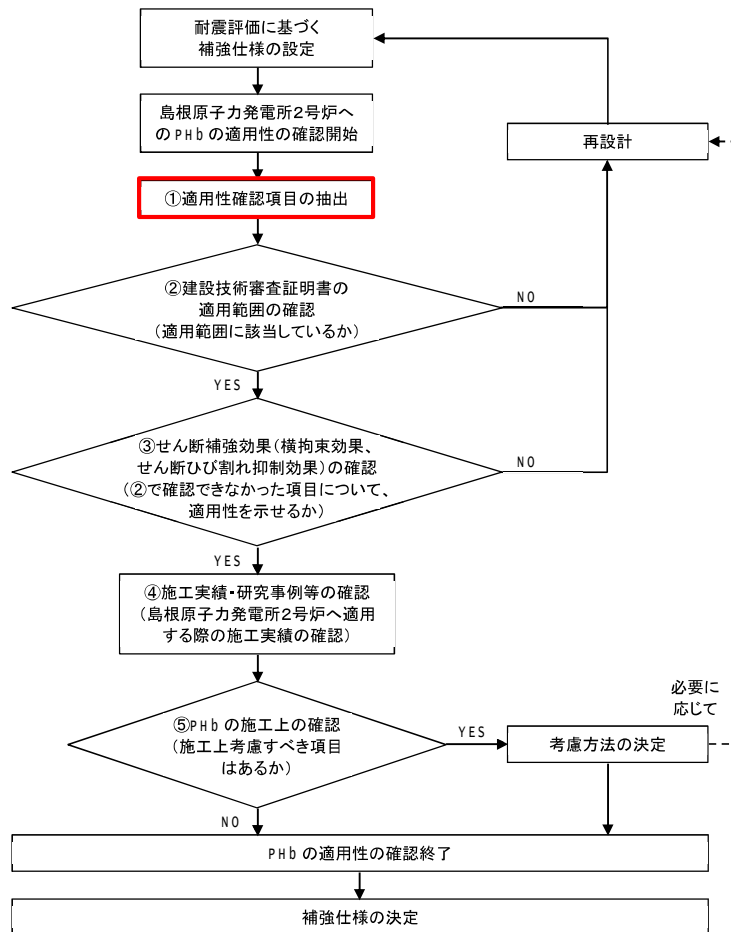 耐震評価に基づく
補強仕様の設定
島根原子力発電所2号炉へ
のPHbの適用性の確認開始
再設計
①適用性確認項目の抽出
②建設技術審査証明書の
適用範囲の確認
(適用範囲に該当しているか)
NO
YES
③せん断補強効果(横拘束効果、
せん断ひび割れ抑制効果)の確認
(②で確認できなかった項目について、
適用性を示せるか)
NO
YES
④施工実績・研究事例等の確認
(島根原子力発電所2号炉へ適用
する際の施工実績の確認)
必要に
応じて
⑤PHbの施工上の確認
(施工上考慮すべき項目
はあるか)
YES
考慮方法の決定
NO
PHbの適用性の確認終了
補強仕様の決定